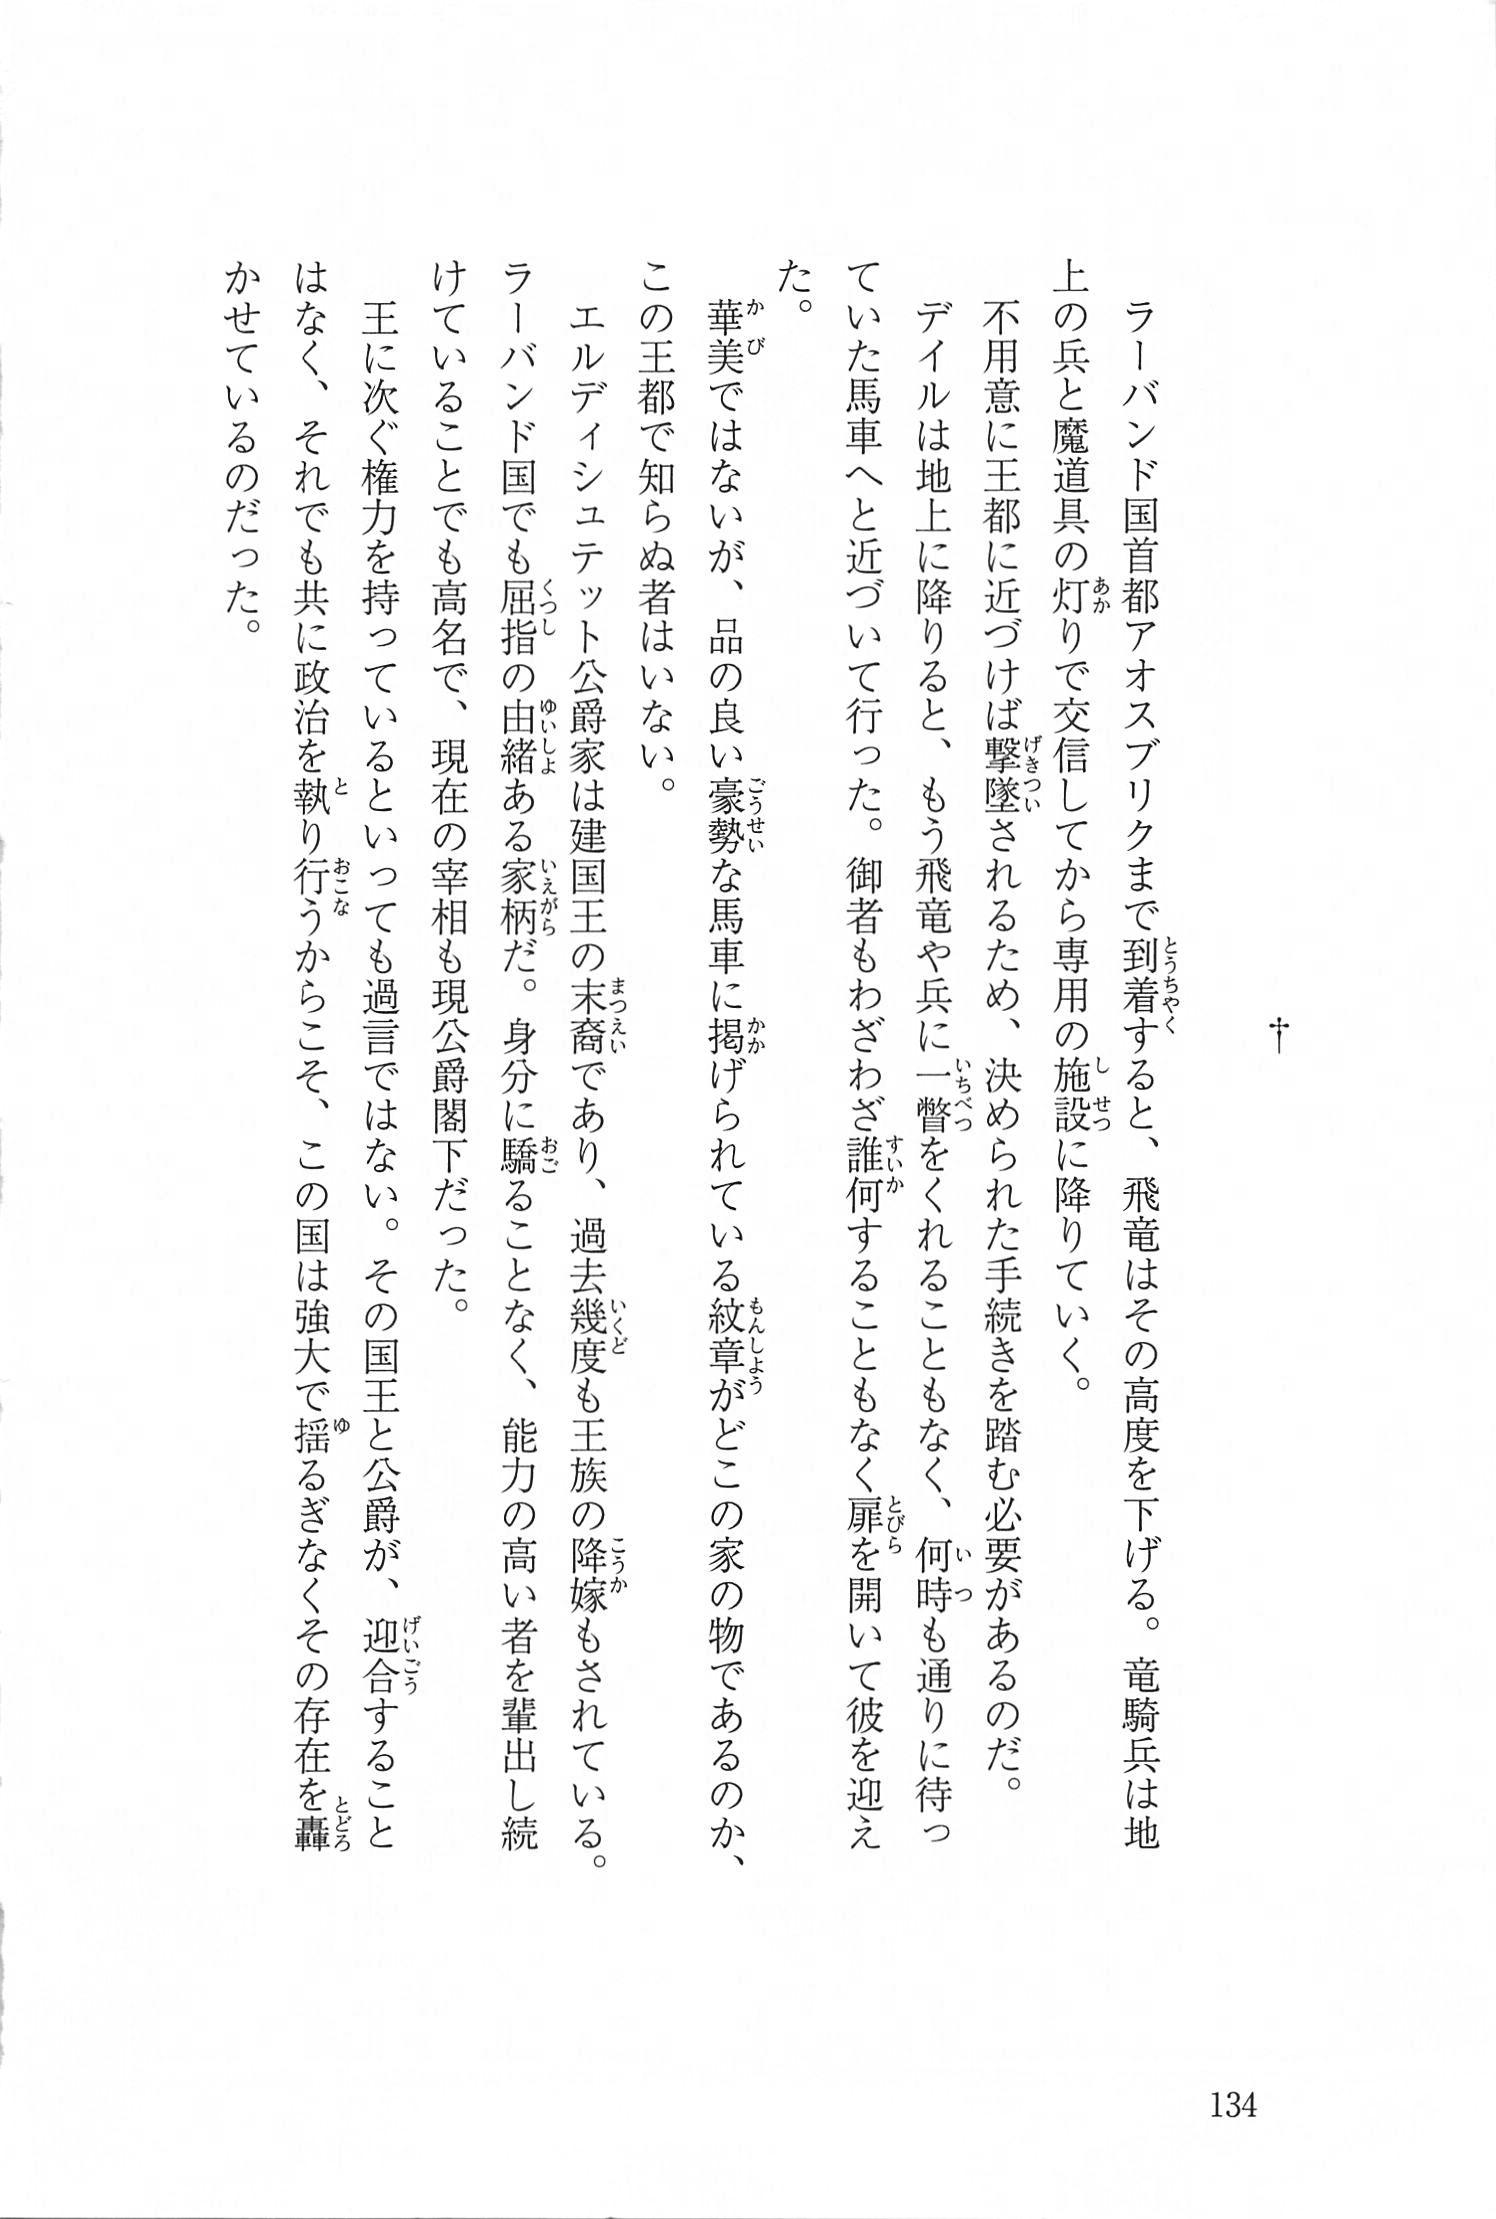 †
ラーバンド国首都アオスブリクまで到着すると、飛竜はその高度を下げる。竜騎兵は地
上の兵と魔道具の灯りで交信してから専用の施設に降りていく。
不用意に王都に近づけば撃墜されるため、決められた手続きを踏む必要があるのだ。
デイルは地上に降りると、もう飛竜や兵に一瞥をくれることもなく、何時も通りに待っ
ていた馬車へと近づいて行った。御者もわざわざ誰何することもなく扉を開いて彼を迎え
た。
華美ではないが、品の良い豪勢な馬車に掲げられている紋章がどこの家の物であるのか、
この王都で知らぬ者はいない。
エルディシュテット公爵家は建国王の末裔であり、過去幾度も王族の降嫁もされている。
ラーバンド国でも屈指の由緒ある家柄だ。身分に驕ることなく、能力の高い者を輩出し続
けていることでも高名で、現在の宰相も現公爵閣下だった。
王に次ぐ権力を持っているといっても過言ではない。その国王と公爵が、迎合すること
はなく、それでも共に政治を執り行うからこそ、この国は強大で揺るぎなくその存在を轟
かせているのだった。
134